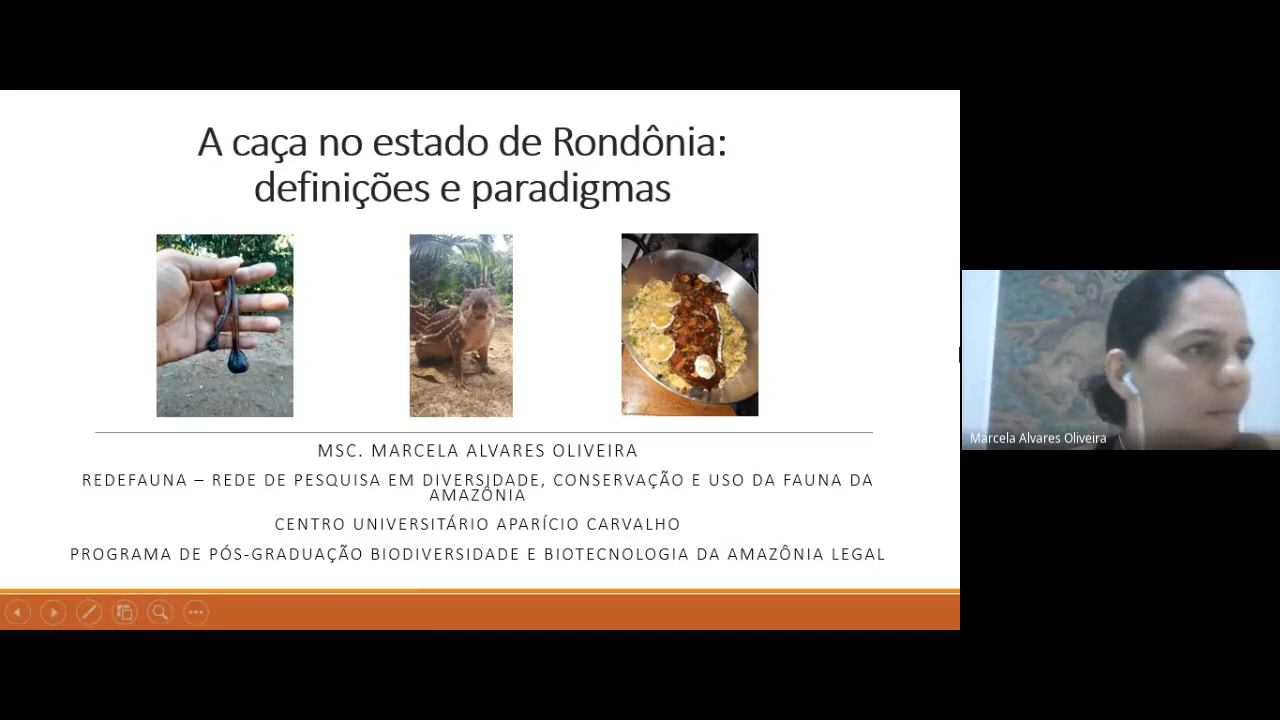 A caça no estado de Rondônia:
definições e paradigmas
MSC. MARCELA ALVARES OLIVEIRA
REDEFAUNA – REDE DE PESQUISA EM DIVERSIDADE, CONSERVAÇÃO E USO DA FAUNA DA
AMAZÔNIA
CENTRO UNIVERSITÁRIO APARÍCIO CARVALHO
PROGRAMA DE PÓS-GRADUAÇÃO BIODIVERSIDADE E BIOTECNOLOGIA DA AMAZÔNIA LEGAL
Marcela Alvares Oliveira